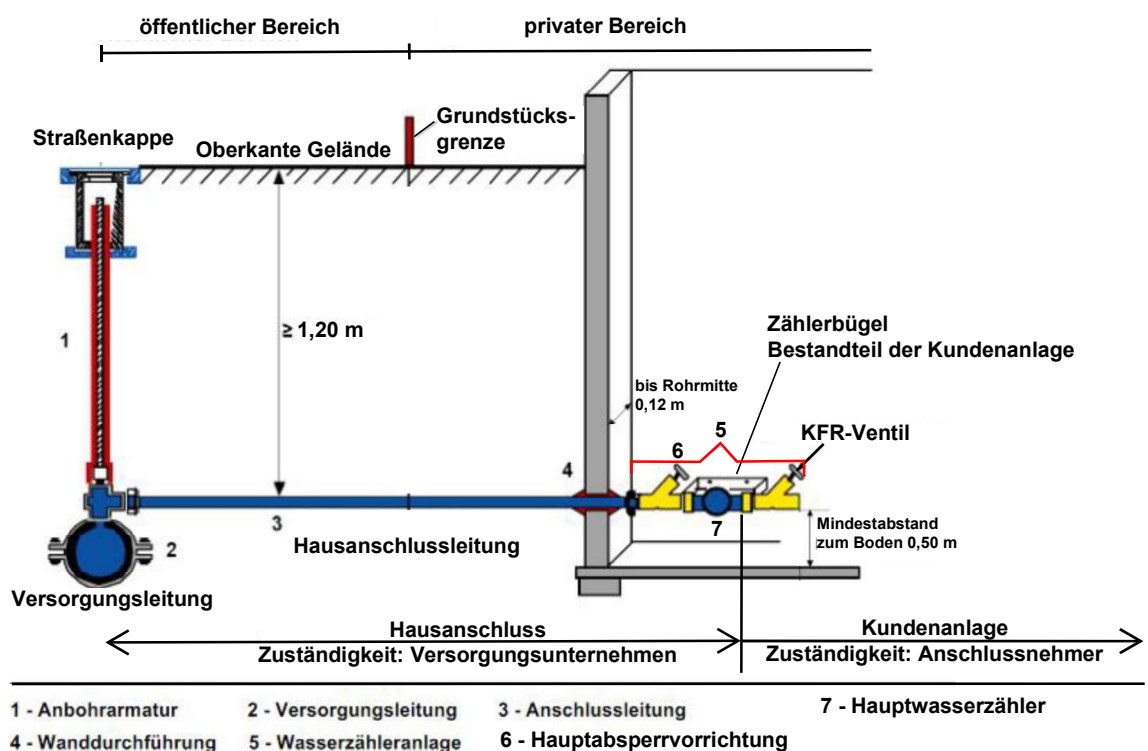 öffentlicher Bereich
privater Bereich
Straßenkappe
Oberkante Gelände
Grundstücks-
grenze
1
≥ 1,20 m
Zählerbügel
Bestandteil der Kundenanlage
bis Rohrmitte
0,12 m
5
6
KFR-Ventil
4
3
7
2
Hausanschlussleitung
Mindestabstand
zum Boden 0,50 m
Versorgungsleitung
Hausanschluss
Zuständigkeit: Versorgungsunternehmen
Kundenanlage
Zuständigkeit: Anschlussnehmer
1 - Anbohrarmatur
2 - Versorgungsleitung
3 - Anschlussleitung
7 - Hauptwasserzähler
4 - Wanddurchführung
5 - Wasserzähleranlage
6 - Hauptabsperrvorrichtung